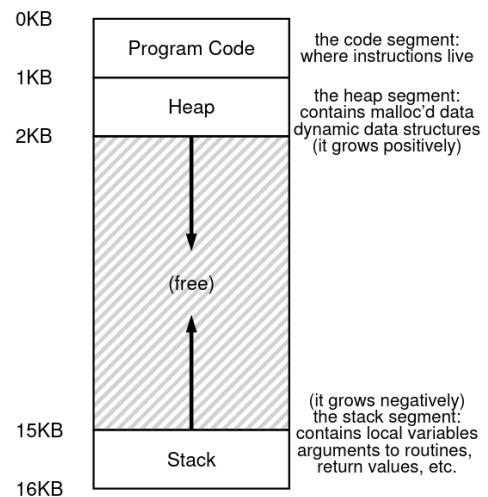 0KB
Program Code
the code segment:
where instructions live
1KB
Heap
the heap segment:
contains malloc'd data
dynamic data structures
(it grows positively)
2KB
(free)
(it grows negatively)
the stack segment:
contains local variables
arguments to routines,
return values, etc.
15KB
Stack
16KB